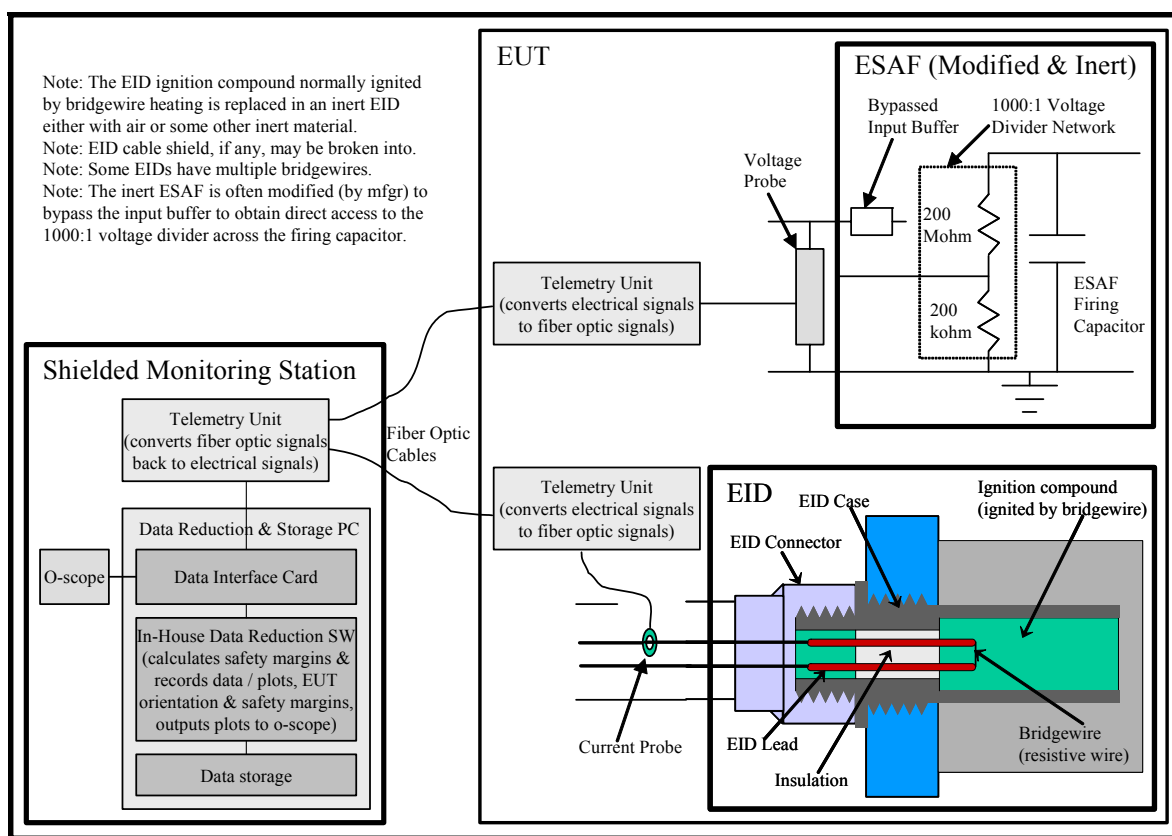 Note: The EID ignition compound normally ignited
by bridgewire heating is replaced in an inert EID
either with air or some other inert material.
Note: EID cable shield, if any, may be broken into.
Note: Some EIDs have multiple bridgewires.
Note: The inert ESAF is often modified (by mfgr) to
bypass the input buffer to obtain direct access to the
1000:1 voltage divider across the firing capacitor.
EUT
ESAF (Modified & Inert)
Bypassed
Input Buffer
1000:1 Voltage
Divider Network
Voltage
Probe
200
Mohm
200
kohm
ESAF
Firing
Capacitor
Telemetry Unit
(converts electrical signals
to fiber optic signals)
Shielded Monitoring Station
Telemetry Unit
(converts fiber optic signals
back to electrical signals)
Fiber Optic
Cables
Data Reduction & Storage PC
O-scope
Data Interface Card
In-House Data Reduction SW
(calculates safety margins &
records data / plots, EUT
orientation & safety margins,
outputs plots to o-scope)
Data storage
Telemetry Unit
(converts electrical signals
to fiber optic signals)
Current Probe
EID
EID Case
Ignition compound
(ignited by bridgewire)
EID Connector
EID Lead
Insulation
Bridgewire
(resistive wire)